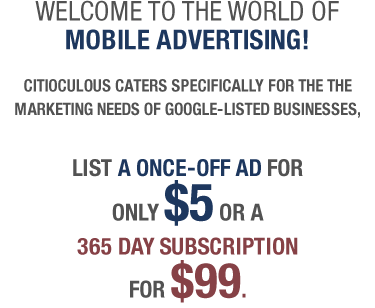 WELCOME TO THE WORLD OF
MOBILE ADVERTISING!
CITIOCULOUS CATERS SPECIFICALLY FOR THE THE
MARKETING NEEDS OF GOOGLE-LISTED BUSINESSES,
LIST A ONCE-OFF AD FOR
ONLY $5 OR A
365 DAY SUBSCRIPTION
FOR $99.